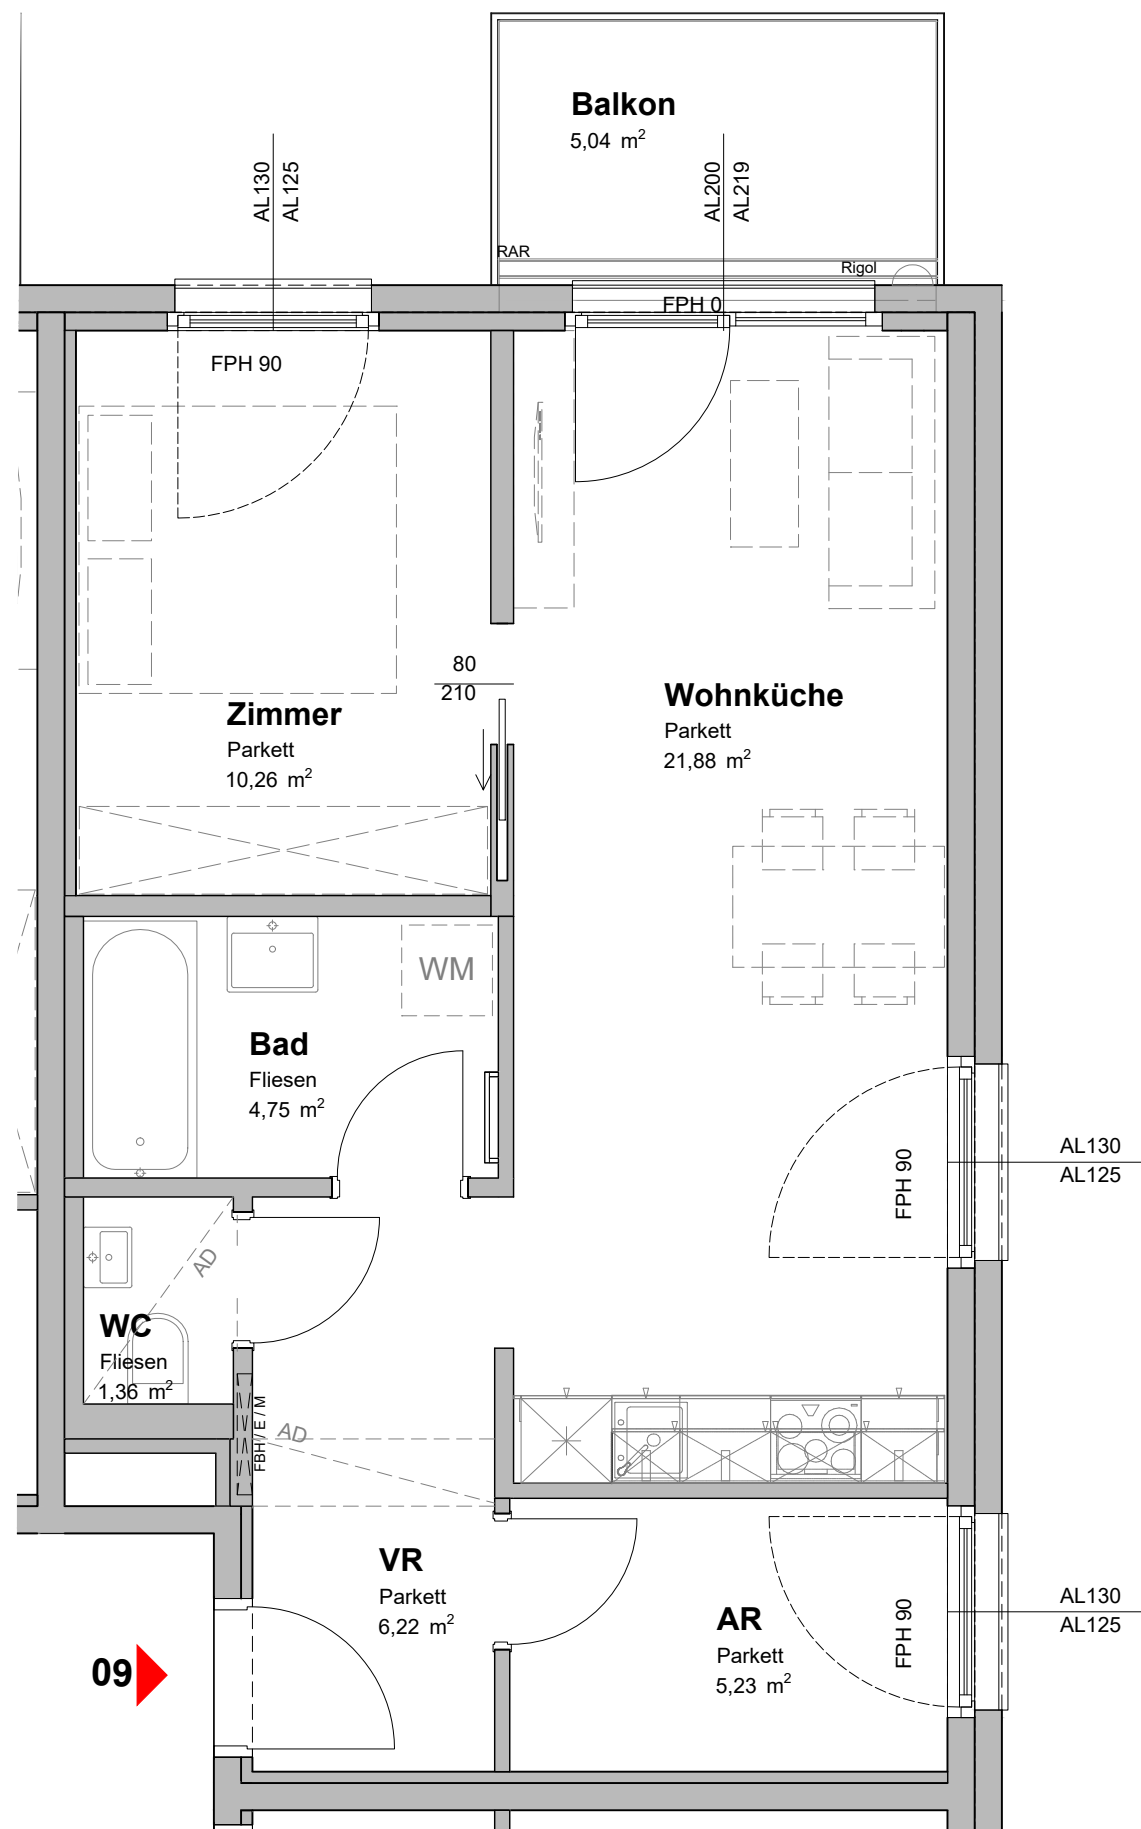 Balkon
5,04 m²
AL130
AL125
AL200
AL219
RAR
Rigol
FPH 0
FPH 90
80
210
Zimmer
Parkett
10,26 m²
Wohnküche
Parkett
21,88 m²
WM
Bad
Fliesen
4,75 m²
FPH 90
AL130
AL125
AD
WC
Fliesen
1,36 m²
FBH / E / M
AD
VR
Parkett
6,22 m²
AR
Parkett
5,23 m²
FPH 90
AL130
AL125
09